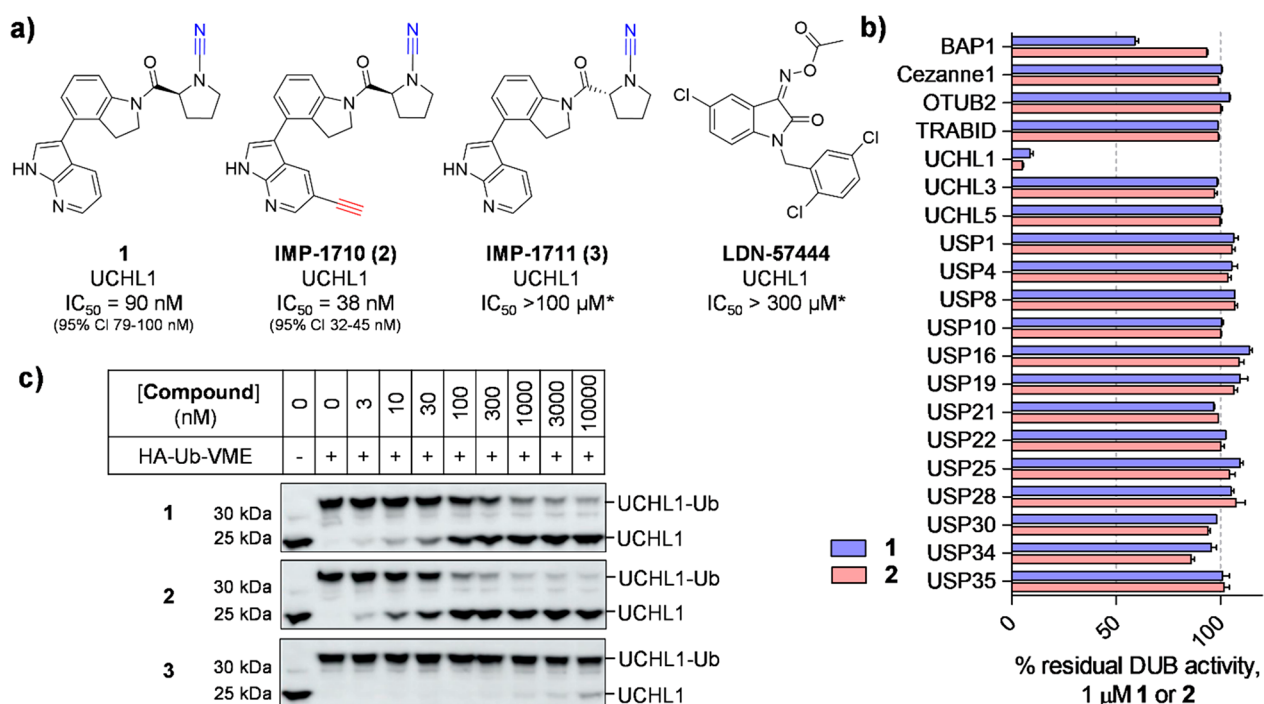 a)
N
N
N
O
O
O
O
O
N
N
N
N
N
N
N
O
Cl
O
N
Cl
HN
HN
HN
N
N
N
Cl
1
IMP-1710 (2)
IMP-1711 (3)
LDN-57444
UCHL1
UCHL1
UCHL1
UCHL1
IC50 = 90 nM
IC50 = 38 nM
IC50 >100 µM*
IC50 > 300 µM*
(95% CI 79-100 nM)
(95% CI 32-45 nM)
b)
BAP1
Cezanne1
OTUB2
TRABID
UCHL1
UCHL3
UCHL5
USP1
USP4
USP8
USP10
USP16
USP19
USP21
USP22
USP25
USP28
USP30
USP34
USP35
1
2
0
50
100
% residual DUB activity,
1 µM 1 or 2
c)
[Compound] (nM) 0 0 3 10 30 100 300 1000 3000 10000
HA-Ub-VME - + + + + + + + + +
1
30 kDa
25 kDa
UCHL1-Ub
UCHL1
2
30 kDa
25 kDa
UCHL1-Ub
UCHL1
3
30 kDa
25 kDa
UCHL1-Ub
UCHL1